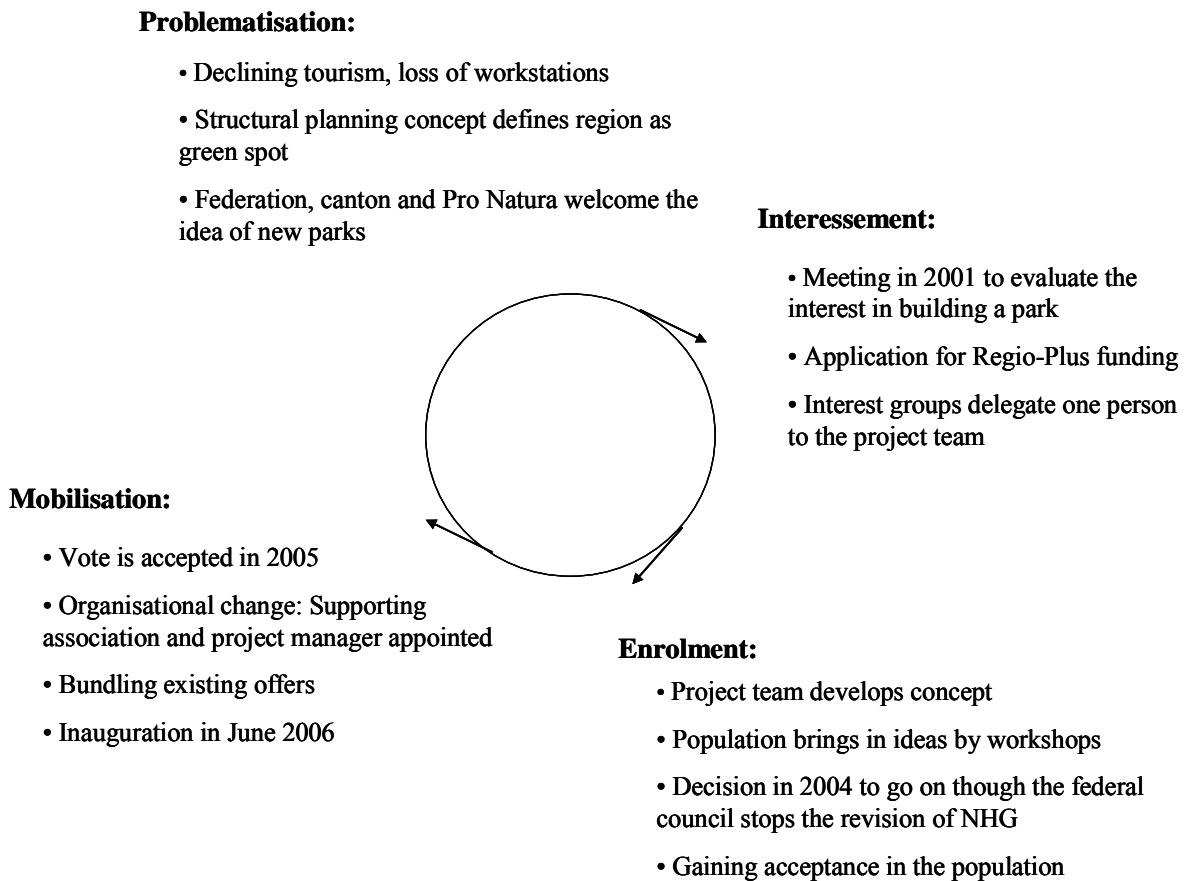 Problematisation:
• Declining tourism, loss of workstations
• Structural planning concept defines region as
green spot
• Federation, canton and Pro Natura welcome the
idea of new parks
Interessement:
• Meeting in 2001 to evaluate the
interest in building a park
• Application for Regio-Plus funding
• Interest groups delegate one person
to the project team
Mobilisation:
• Vote is accepted in 2005
• Organisational change: Supporting
association and project manager appointed
• Bundling existing offers
• Inauguration in June 2006
Enrolment:
• Project team develops concept
• Population brings in ideas by workshops
• Decision in 2004 to go on though the federal
council stops the revision of NHG
• Gaining acceptance in the population